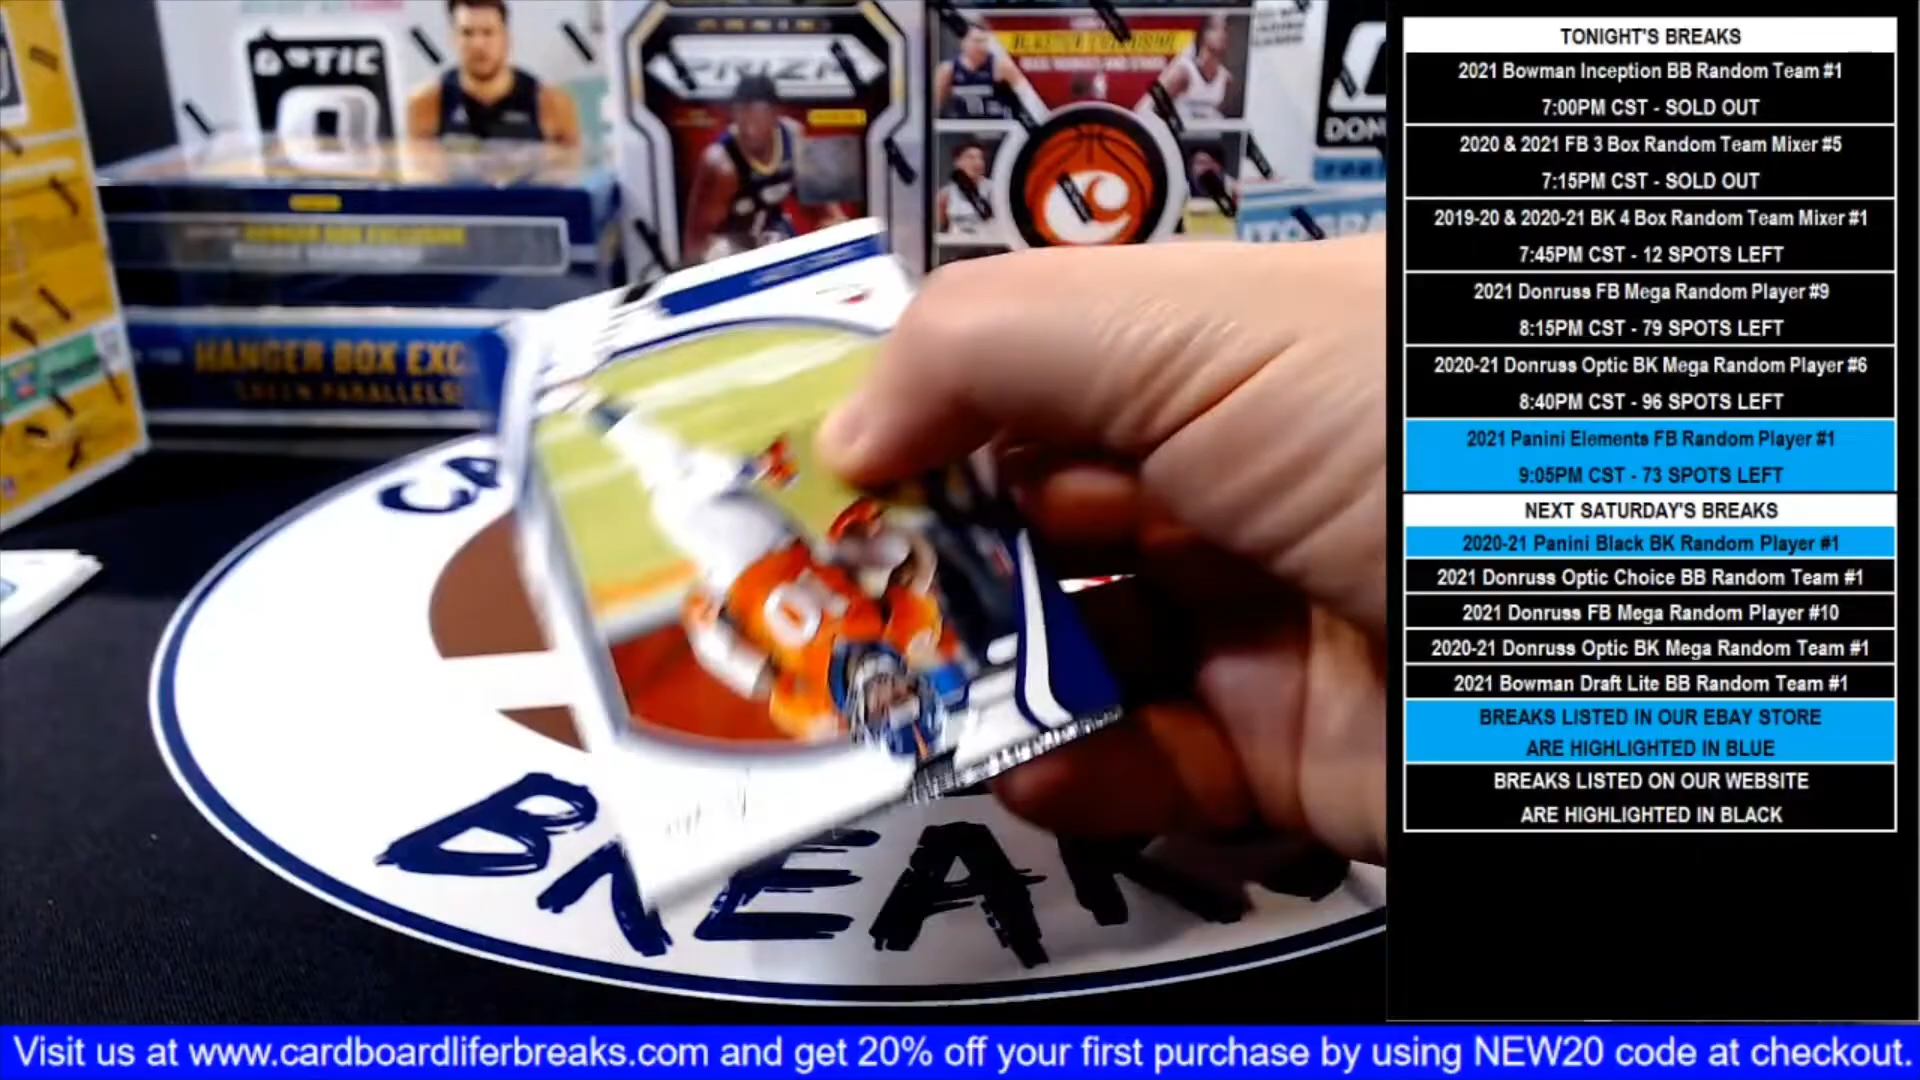 OPTIC
PRIZM
BLASTER EXCLUSIVE
DON
HANGER BOX EXC
GREEN PARALLELS
CA
BREAK
TONIGHT'S BREAKS
2021 Bowman Inception BB Random Team #1
7:00PM CST - SOLD OUT
2020 & 2021 FB 3 Box Random Team Mixer #5
7:15PM CST - SOLD OUT
2019-20 & 2020-21 BK 4 Box Random Team Mixer #1
7:45PM CST - 12 SPOTS LEFT
2021 Donruss FB Mega Random Player #9
8:15PM CST - 79 SPOTS LEFT
2020-21 Donruss Optic BK Mega Random Player #6
8:40PM CST - 96 SPOTS LEFT
2021 Panini Elements FB Random Player #1
9:05PM CST - 73 SPOTS LEFT
NEXT SATURDAY'S BREAKS
2020-21 Panini Black BK Random Player #1
2021 Donruss Optic Choice BB Random Team #1
2021 Donruss FB Mega Random Player #10
2020-21 Donruss Optic BK Mega Random Team #1
2021 Bowman Draft Lite BB Random Team #1
BREAKS LISTED IN OUR EBAY STORE
ARE HIGHLIGHTED IN BLUE
BREAKS LISTED ON OUR WEBSITE
ARE HIGHLIGHTED IN BLACK
Visit us at www.cardboardliferbreaks.com and get 20% off your first purchase by using NEW20 code at checkout.